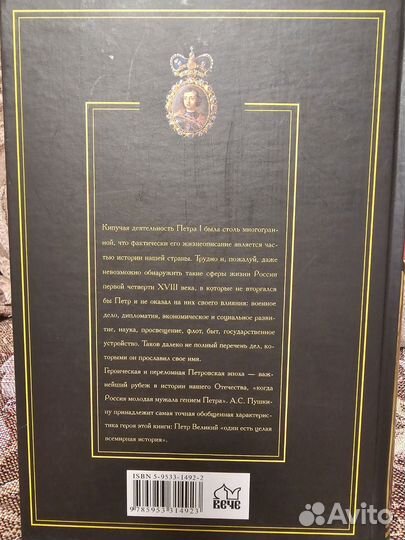 Кипучая деятельность Петра I была столь многогран-
ной, что фактически его жизнеописание является час-
тью истории нашей страны. Трудно и, пожалуй, даже
невозможно обнаружить такие сферы жизни России
первой четверти XVIII века, в которые не вторгался
бы Петр и не оказал на них своего влияния: военное
дело, дипломатия, экономическое и социальное разви-
тие, наука, просвещение, флот, быт, государственное
устройство. Таков далеко не полный перечень дел, ко-
торыми он прославил свое имя.
Героическая и переломная Петровская эпоха — важ-
нейший рубеж в истории нашего Отечества, «когда
Россия молодая мужала гением Петра». А.С. Пушки-
ну принадлежит самая точная обобщенная характерис-
тика героя этой книги: Петр Великий «один есть целая
всемирная история».
ISBN 5-9533-1492-2
9 785953 314923
ВЕЧЕ
Avito